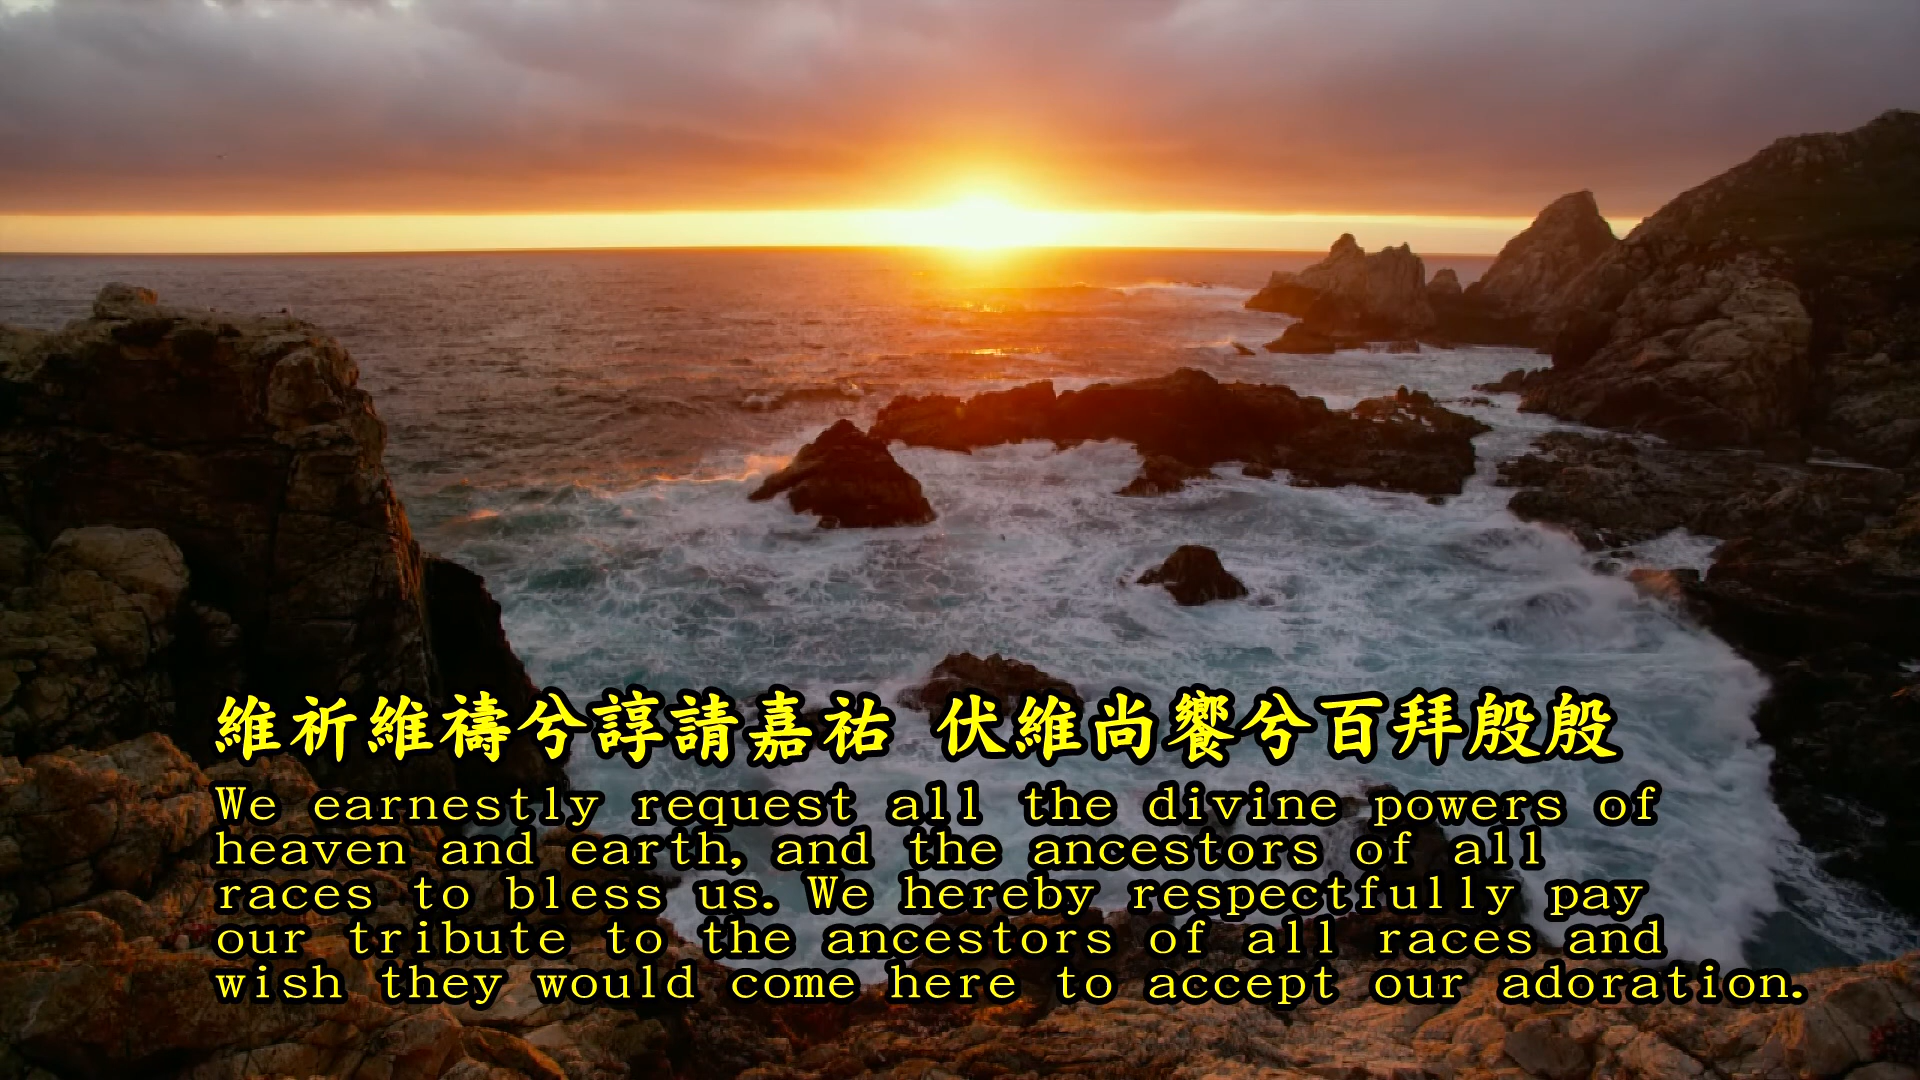 維祈維禱兮諄請嘉祐 伏維尚饗兮百拜殷殷
We earnestly request all the divine powers of
heaven and earth, and the ancestors of all
races to bless us. We hereby respectfully pay
our tribute to the ancestors of all races and
wish they would come here to accept our adoration.